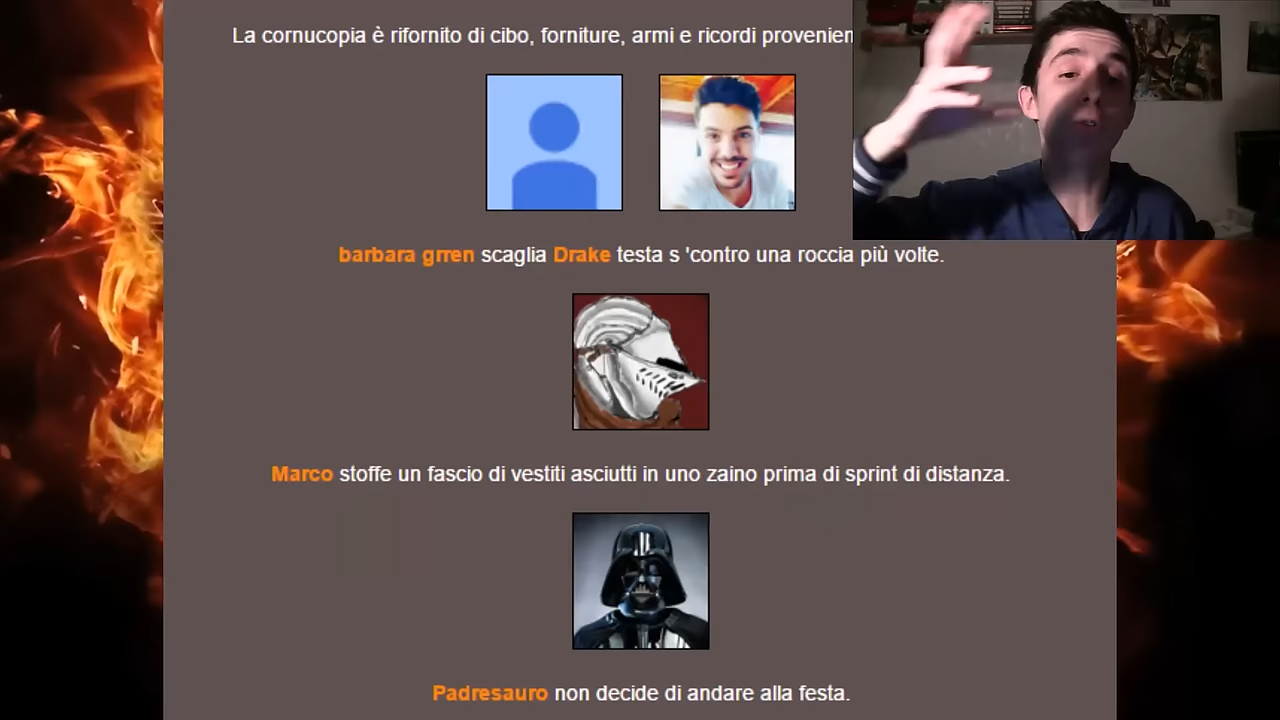 La cornucopia è rifornito di cibo, forniture, armi e ricordi provenien
barbara grren scaglia Drake testa s 'contro una roccia più volte.
Marco stoffe un fascio di vestiti asciutti in uno zaino prima di sprint di distanza.
Padresauro non decide di andare alla festa.